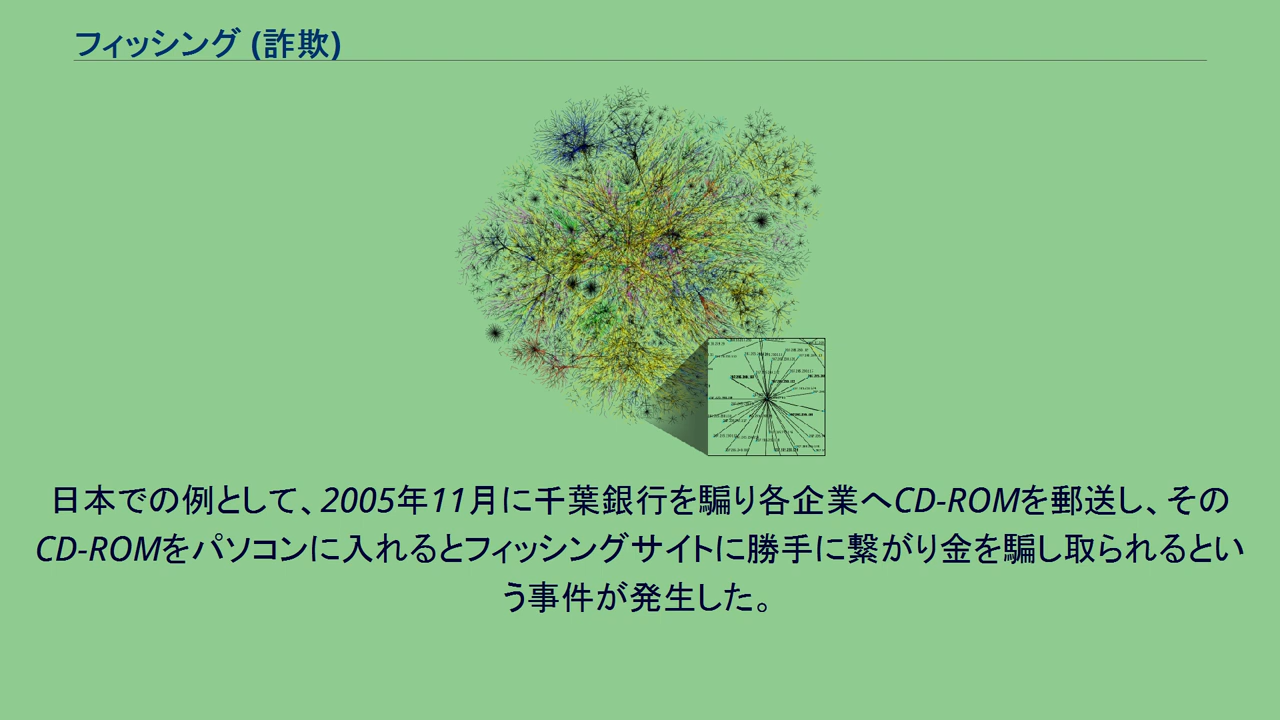 フィッシング (詐欺)
日本での例として、2005年11月に千葉銀行を騙り各企業へCD-ROMを郵送し、その
CD-ROMをパソコンに入れるとフィッシングサイトに勝手に繋がり金を騙し取られるとい
う事件が発生した。